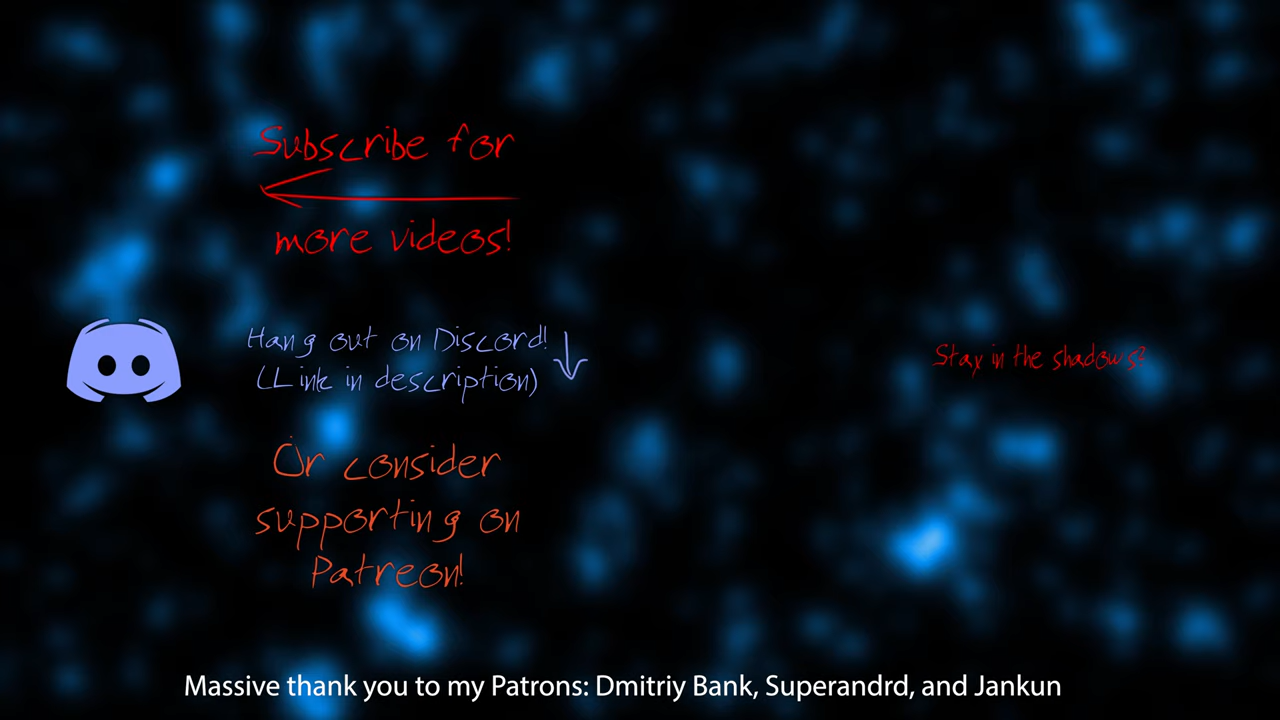 Subscribe for
more videos!
Hang out on Discord!
(Link in description)
Stay in the shadows?
Or consider
supporting on
Patreon!
Massive thank you to my Patrons: Dmitriy Bank, Superandrd, and Jankun